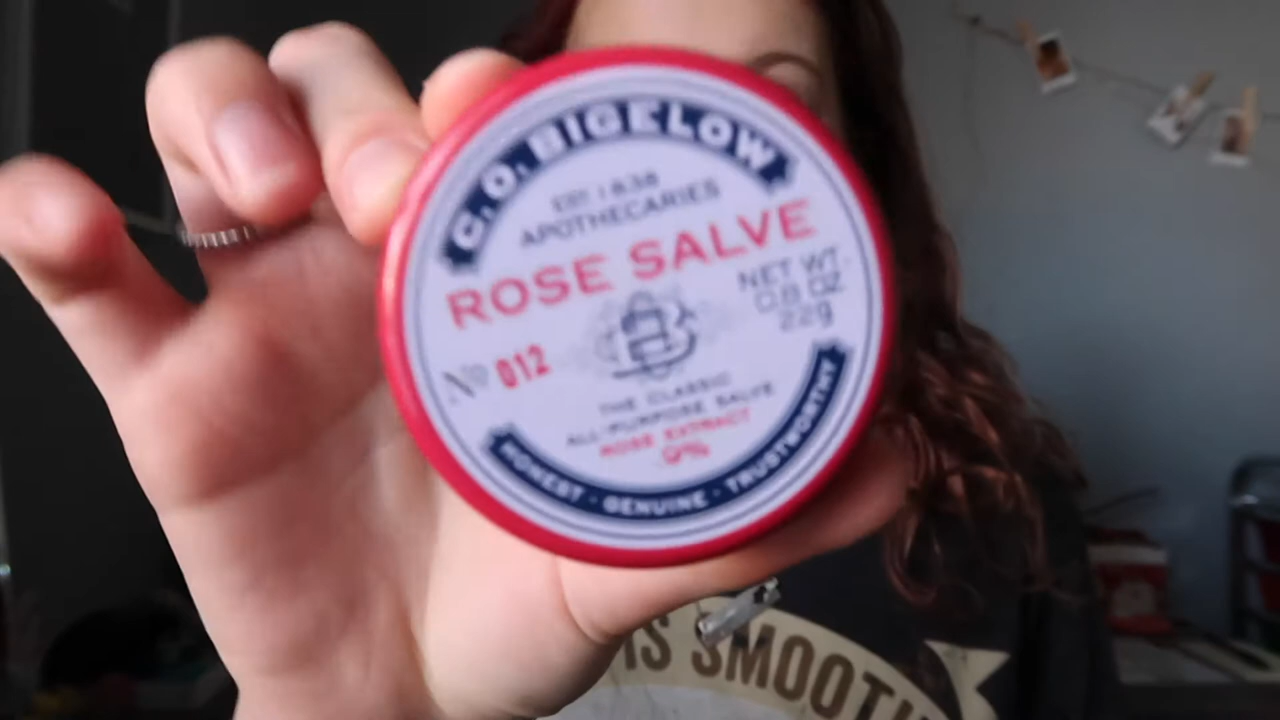 C.O. BIGELOW
EST. 1838
APOTHECARIES
ROSE SALVE
NET WT.
0.8 OZ
22g
Nº 012
THE CLASSIC
ALL-PURPOSE SALVE
ROSE EXTRACT
HONEST · GENUINE · TRUSTWORTHY
IS SMOOTH